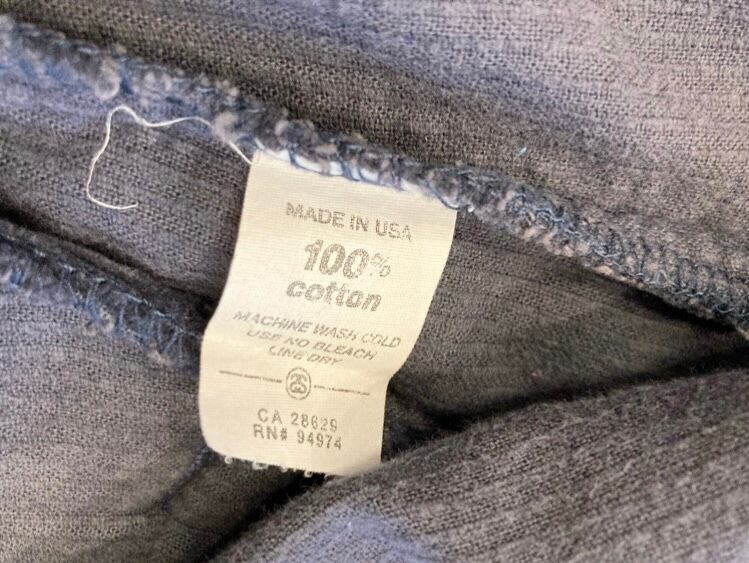 MADE IN USA
100%
cotton
MACHINE WASH COLD
USE NO BLEACH
LINE DRY
CA 28629
RN# 94974